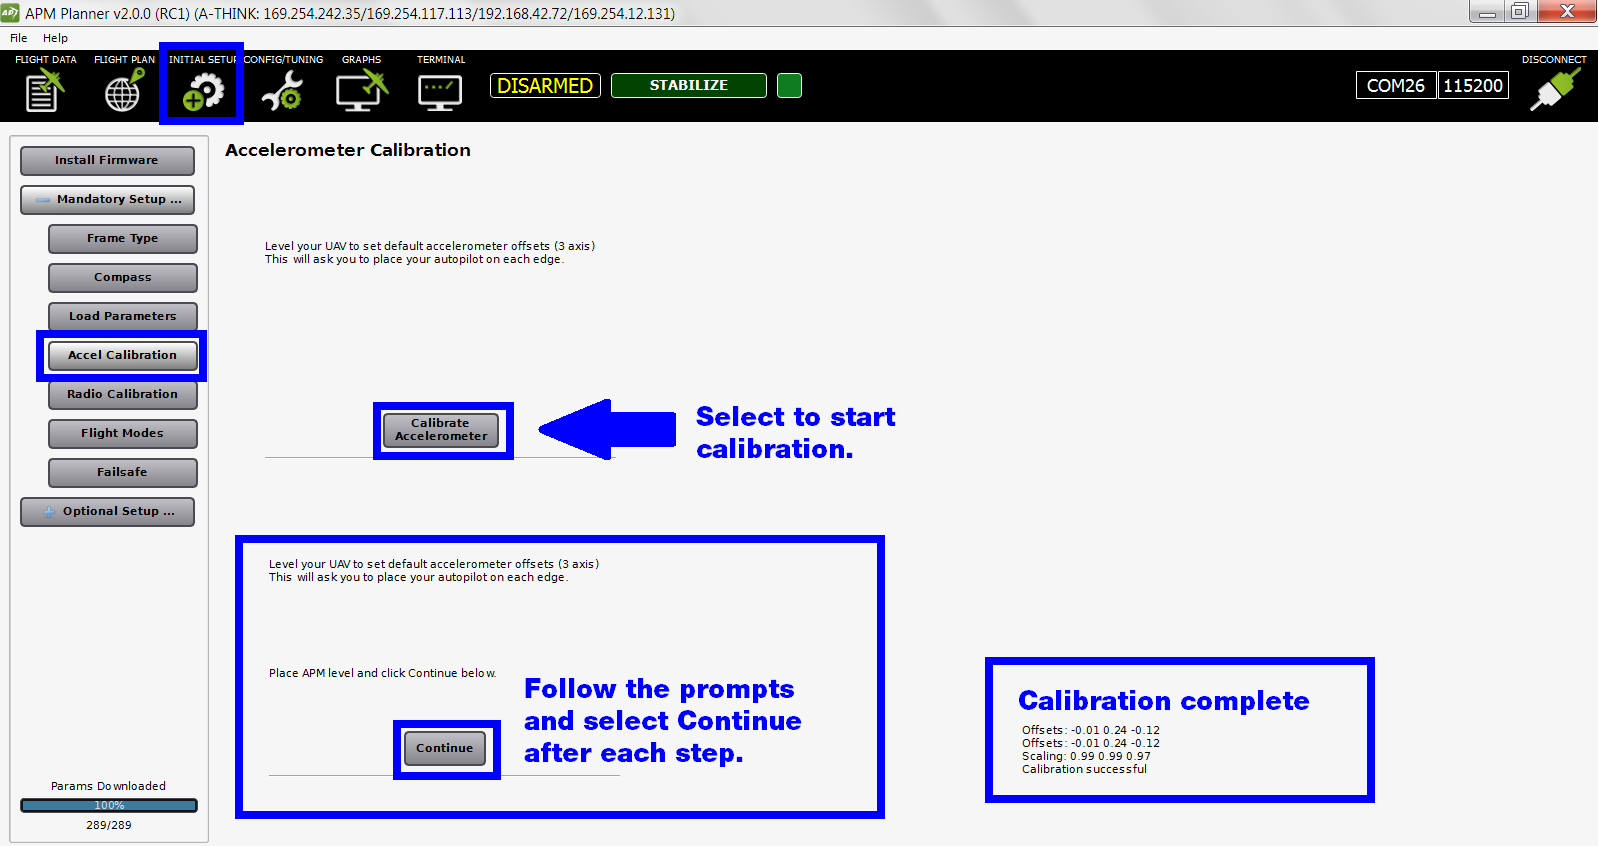 APM Planner v2.0.0 (RC1) (A-THINK: 169.254.242.35/169.254.117.113/192.168.42.72/169.254.12.131)
File Help
FLIGHT DATA FLIGHT PLAN INITIAL SETUP CONFIG/TUNING GRAPHS TERMINAL DISCONNECT
DISARMED STABILIZE COM26 115200
Install Firmware
Mandatory Setup ...
Frame Type
Compass
Load Parameters
Accel Calibration
Radio Calibration
Flight Modes
Failsafe
Optional Setup ...
Params Downloaded
100%
289/289
Accelerometer Calibration
Level your UAV to set default accelerometer offsets (3 axis)
This will ask you to place your autopilot on each edge.
Calibrate
Accelerometer
Select to start
calibration.
Level your UAV to set default accelerometer offsets (3 axis)
This will ask you to place your autopilot on each edge.
Place APM level and click Continue below.
Continue
Follow the prompts
and select Continue
after each step.
Calibration complete
Offsets: -0.01 0.24 -0.12
Offsets: -0.01 0.24 -0.12
Scaling: 0.99 0.99 0.97
Calibration successful